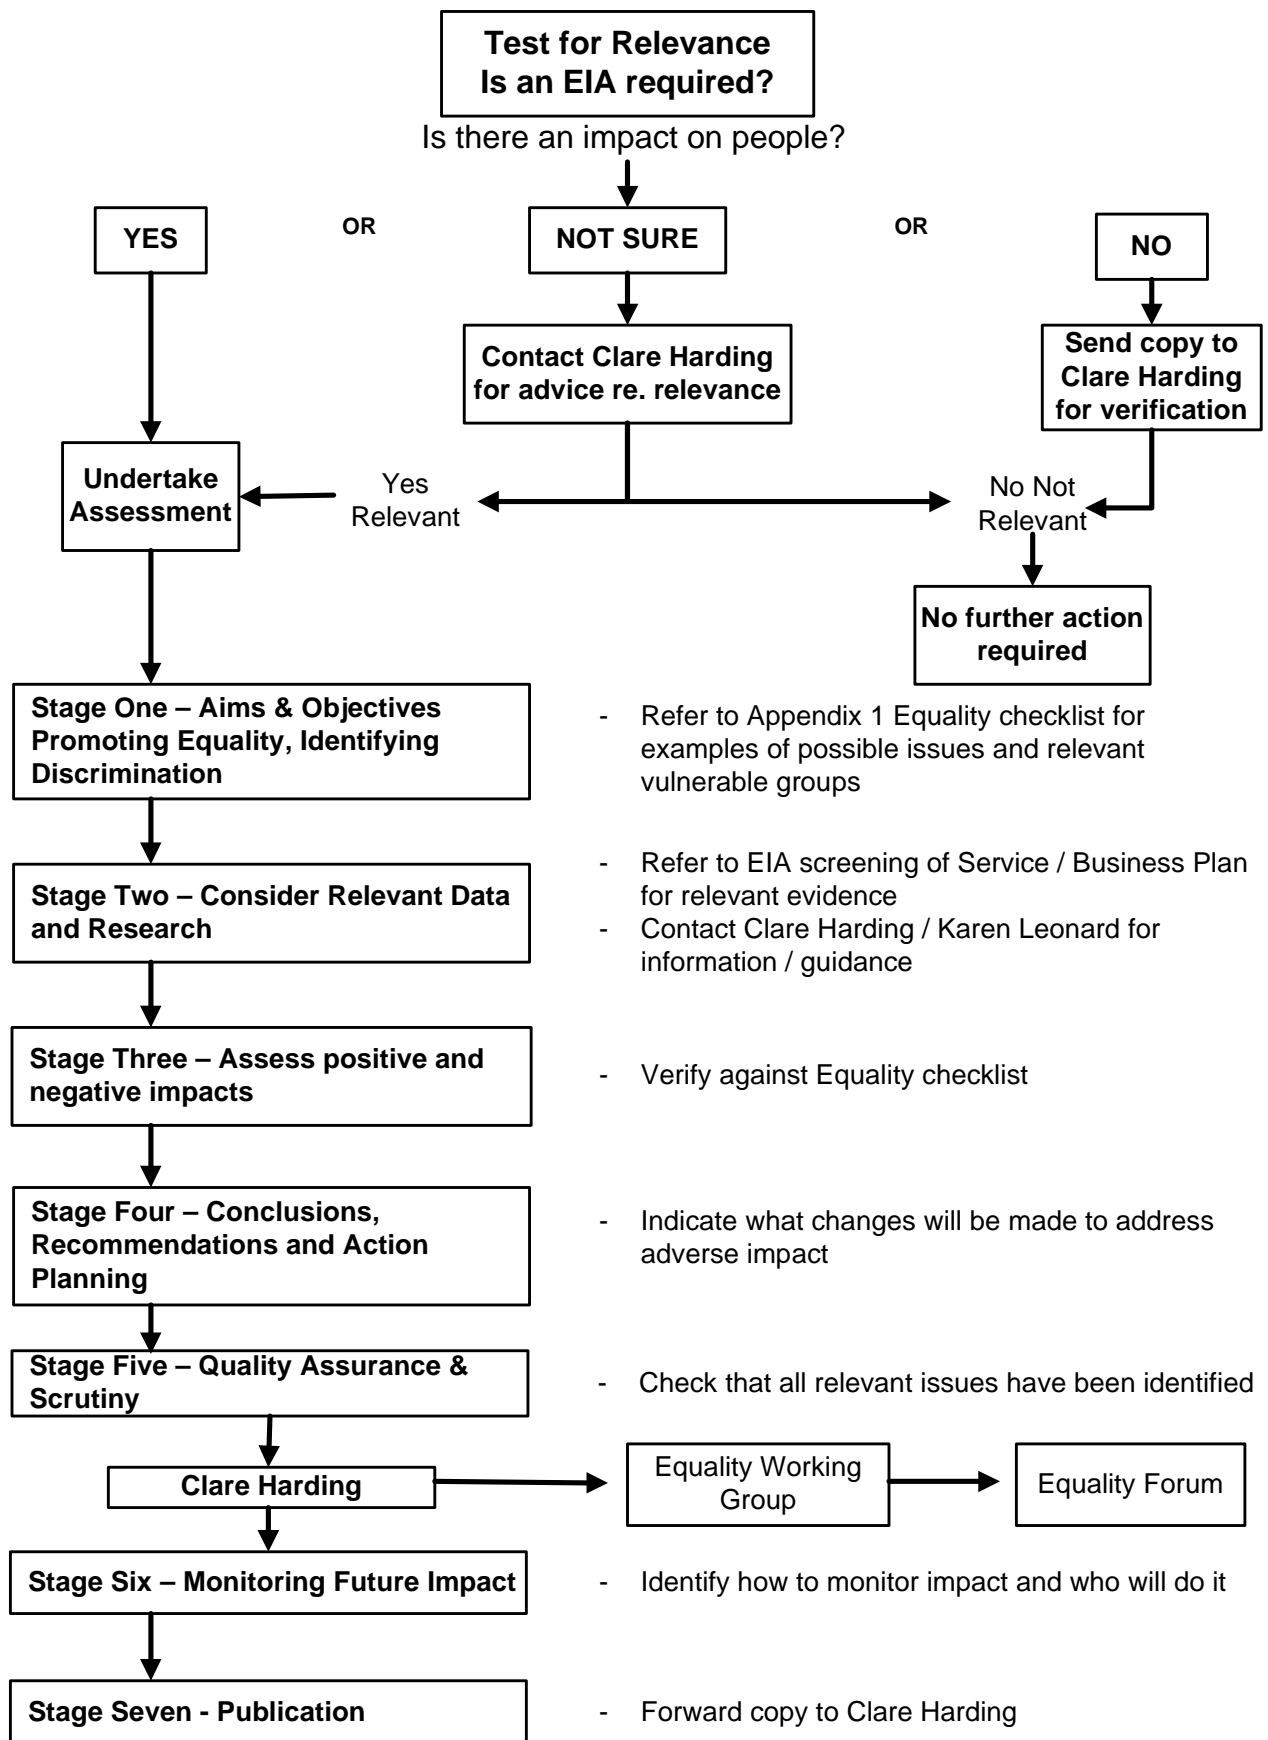 Test for Relevance
Is an EIA required?
Is there an impact on people?
YES
OR
NOT SURE
OR
NO
Contact Clare Harding
for advice re. relevance
Send copy to
Clare Harding
for verification
Undertake
Assessment
Yes
Relevant
No Not
Relevant
No further action
required
Stage One – Aims & Objectives
Promoting Equality, Identifying
Discrimination
- Refer to Appendix 1 Equality checklist for
examples of possible issues and relevant
vulnerable groups
Stage Two – Consider Relevant Data
and Research
- Refer to EIA screening of Service / Business Plan
for relevant evidence
- Contact Clare Harding / Karen Leonard for
information / guidance
Stage Three – Assess positive and
negative impacts
- Verify against Equality checklist
Stage Four – Conclusions,
Recommendations and Action
Planning
- Indicate what changes will be made to address
adverse impact
Stage Five – Quality Assurance &
Scrutiny
- Check that all relevant issues have been identified
Clare Harding
Equality Working
Group
Equality Forum
Stage Six – Monitoring Future Impact
- Identify how to monitor impact and who will do it
Stage Seven - Publication
- Forward copy to Clare Harding